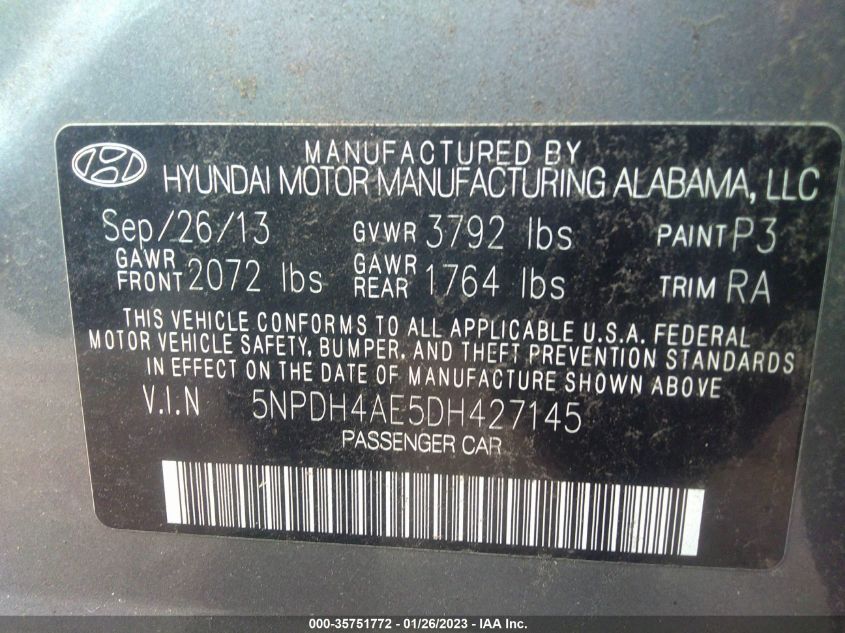 MANUFACTURED BY
HYUNDAI MOTOR MANUFACTURING ALABAMA, LLC
Sep/26/13 GVWR 3792 lbs PAINT P3
GAWR FRONT 2072 lbs GAWR REAR 1764 lbs TRIM RA
THIS VEHICLE CONFORMS TO ALL APPLICABLE U.S.A. FEDERAL
MOTOR VEHICLE SAFETY, BUMPER, AND THEFT PREVENTION STANDARDS
IN EFFECT ON THE DATE OF MANUFACTURE SHOWN ABOVE
V.I.N 5NPDH4AE5DH427145
PASSENGER CAR
000-35751772 - 01/26/2023 - IAA Inc.